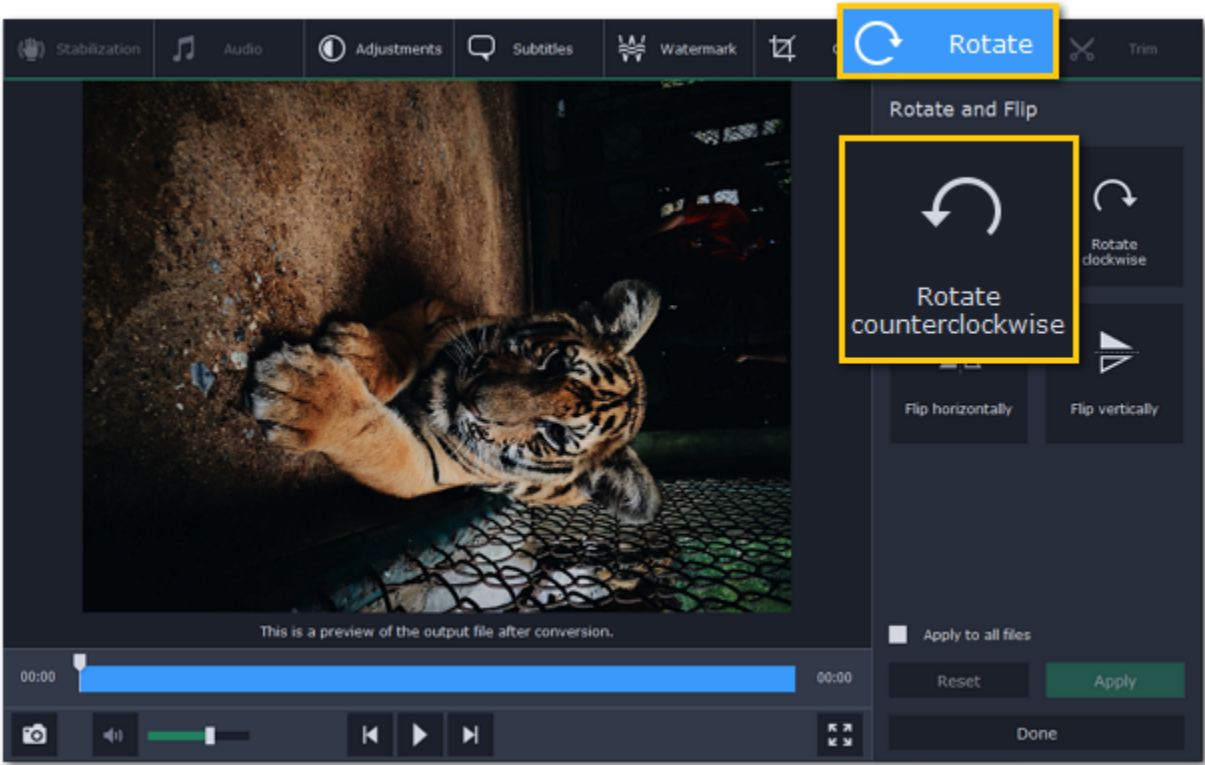 Stabilization
Audio
Adjustments
Subtitles
Watermark
Rotate
Trim
Rotate and Flip
Rotate
counterclockwise
Rotate
clockwise
Flip horizontally
Flip vertically
This is a preview of the output file after conversion.
Apply to all files
00:00
00:00
Reset
Apply
Done